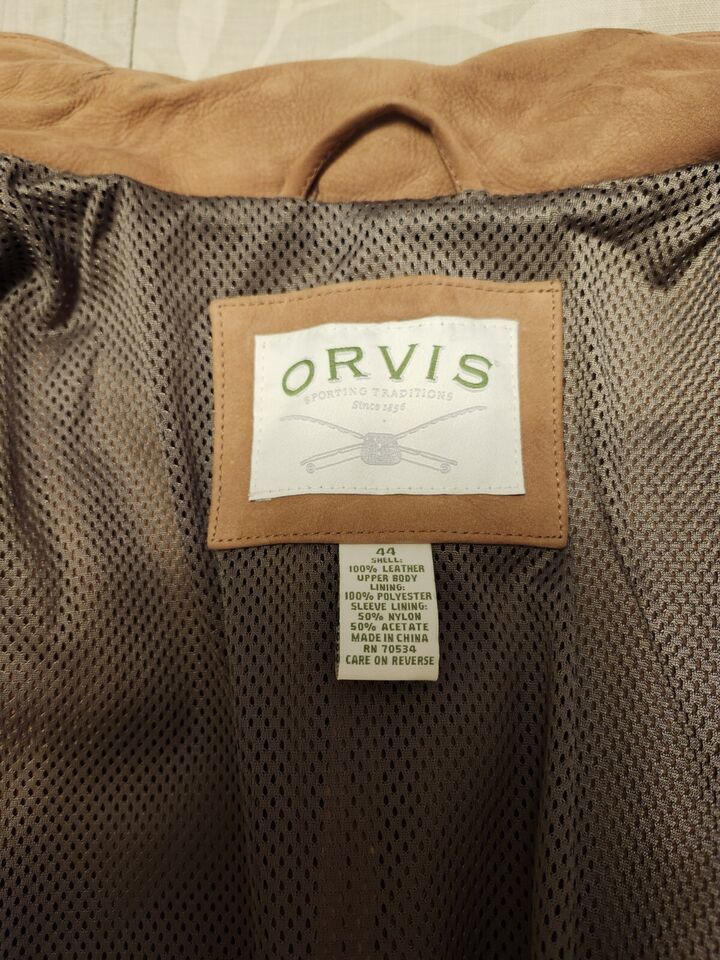 ORVIS
SPORTING TRADITIONS
Since 1856
44
SHELL:
100% LEATHER
UPPER BODY
LINING:
100% POLYESTER
SLEEVE LINING:
50% NYLON
50% ACETATE
MADE IN CHINA
RN 70534
CARE ON REVERSE